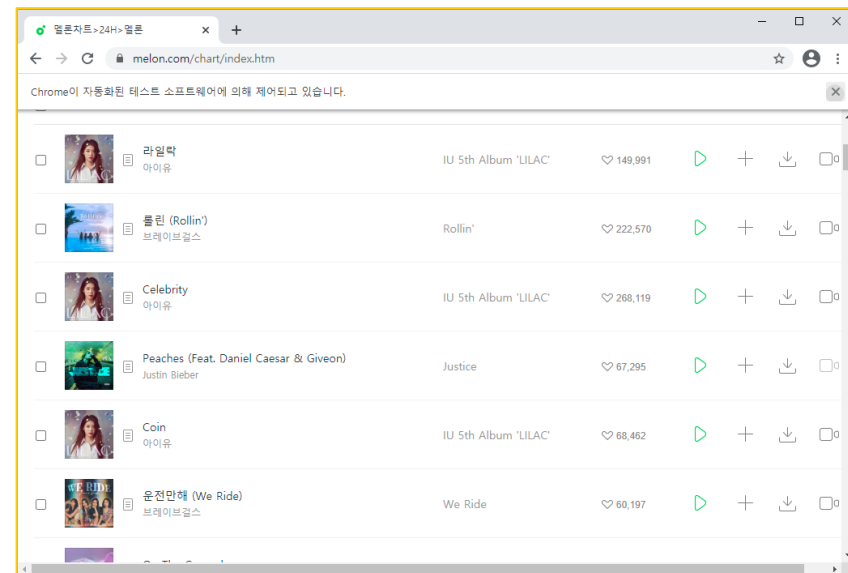 멜론차트>24H>멜론
melon.com/chart/index.htm
Chrome이 자동화된 테스트 소프트웨어에 의해 제어되고 있습니다.
라일락
아이유
IU 5th Album 'LILAC'
149,991
롤린 (Rollin')
브레이브걸스
Rollin'
222,570
Celebrity
아이유
IU 5th Album 'LILAC'
268,119
Peaches (Feat. Daniel Caesar & Giveon)
Justin Bieber
Justice
67,295
Coin
아이유
IU 5th Album 'LILAC'
68,462
WE RIDE
운전만해 (We Ride)
브레이브걸스
We Ride
60,197